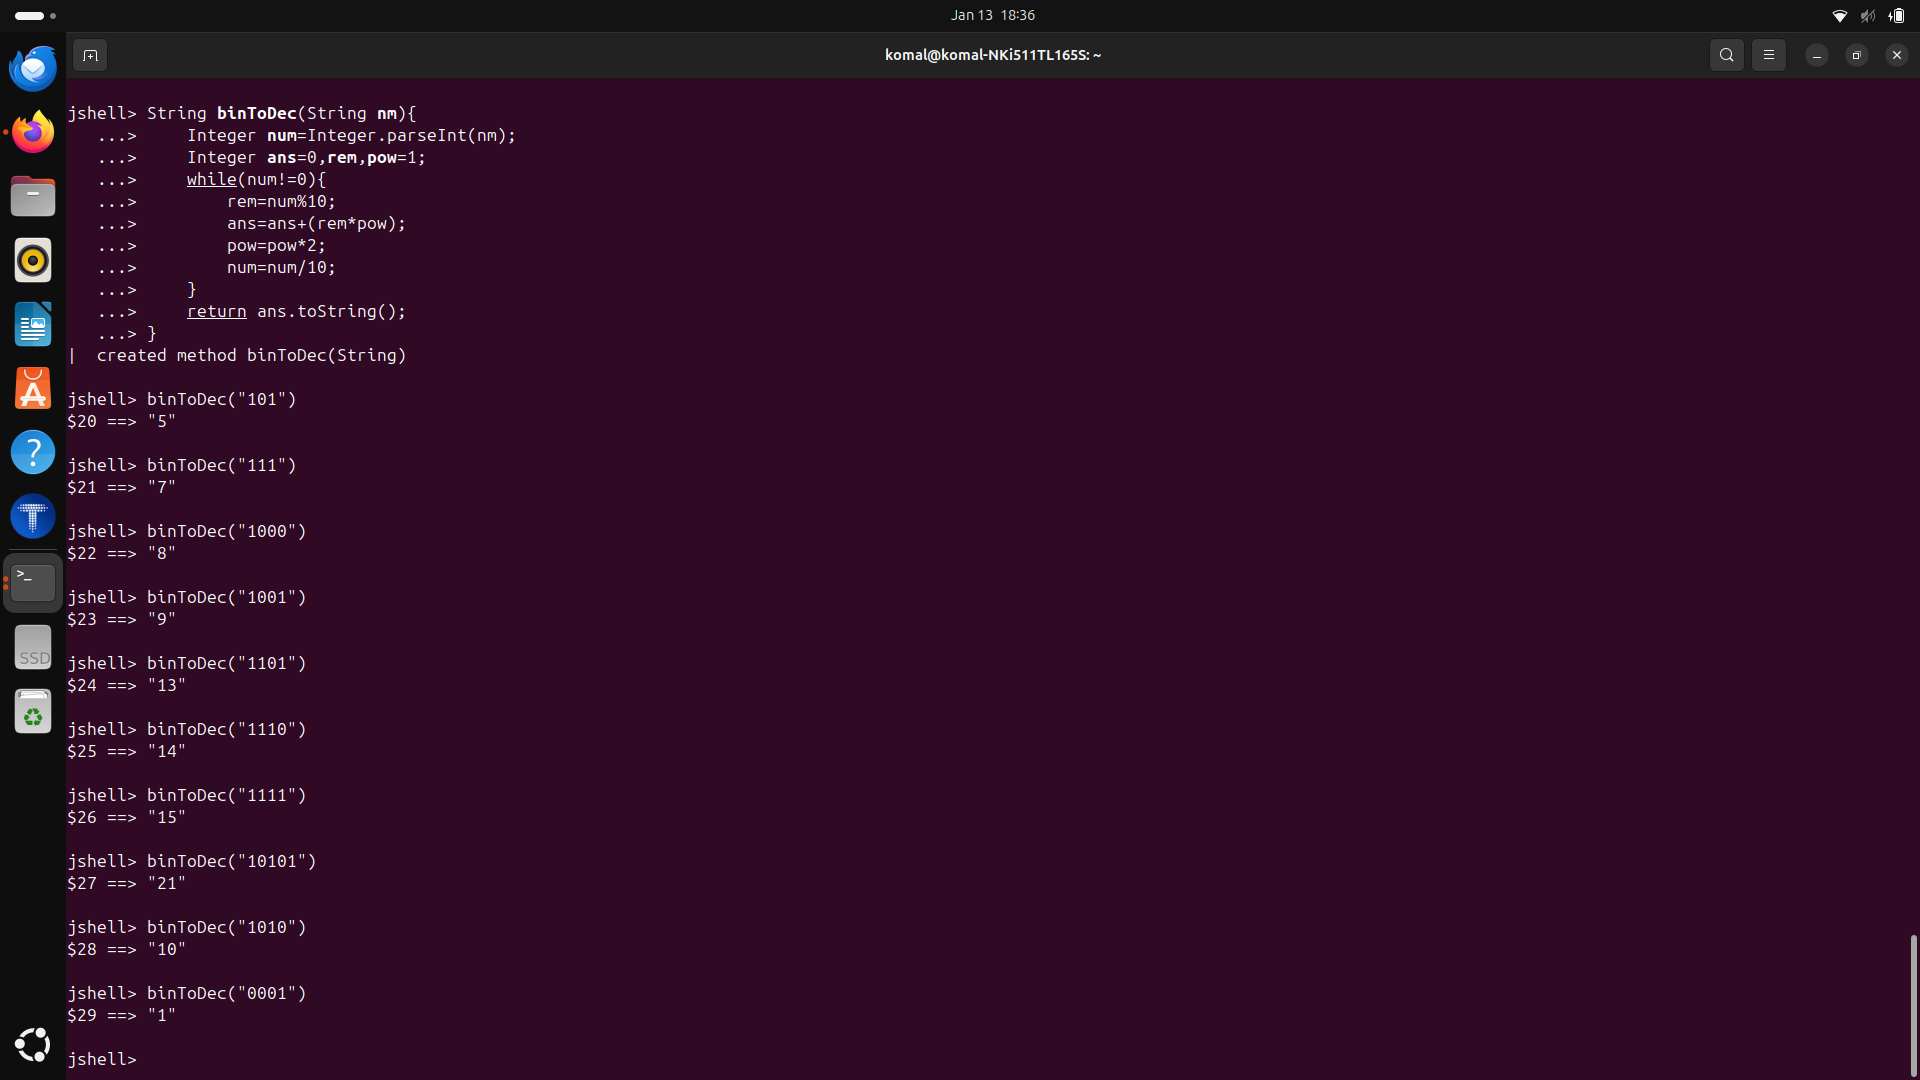 Jan 13 18:36
komal@komal-NKi511TL165S: ~
jshell> String binToDec(String nm){
   ...>     Integer num=Integer.parseInt(nm);
   ...>     Integer ans=0,rem,pow=1;
   ...>     while(num!=0){
   ...>         rem=num%10;
   ...>         ans=ans+(rem*pow);
   ...>         pow=pow*2;
   ...>         num=num/10;
   ...>     }
   ...>     return ans.toString();
   ...> }
|  created method binToDec(String)
jshell> binToDec("101")
$20 ==> "5"
jshell> binToDec("111")
$21 ==> "7"
jshell> binToDec("1000")
$22 ==> "8"
jshell> binToDec("1001")
$23 ==> "9"
jshell> binToDec("1101")
$24 ==> "13"
jshell> binToDec("1110")
$25 ==> "14"
jshell> binToDec("1111")
$26 ==> "15"
jshell> binToDec("10101")
$27 ==> "21"
jshell> binToDec("1010")
$28 ==> "10"
jshell> binToDec("0001")
$29 ==> "1"
jshell>
SSD